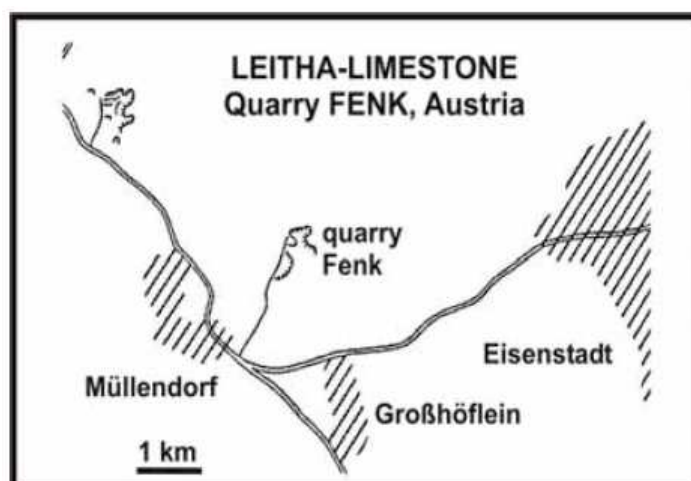 LEITHA-LIMESTONE
Quarry FENK, Austria
quarry
Fenk
Eisenstadt
Müllendorf
Großhöflein
1 km